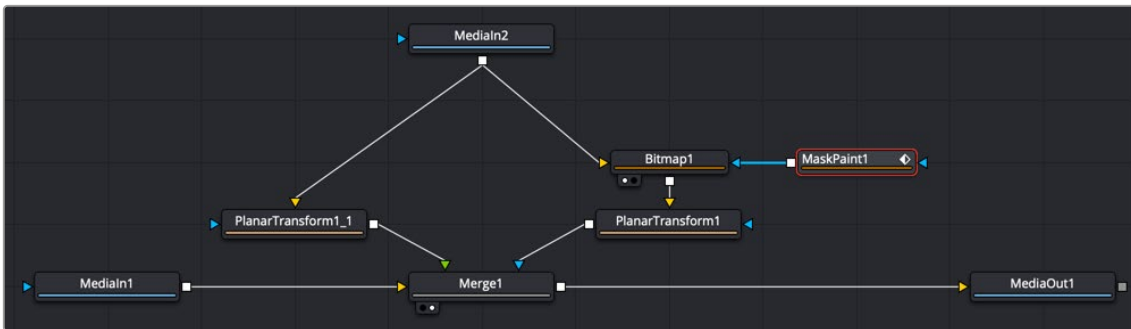 MediaIn2
Bitmap1
MaskPaint1
PlanarTransform1_1
PlanarTransform1
MediaIn1
Merge1
MediaOut1